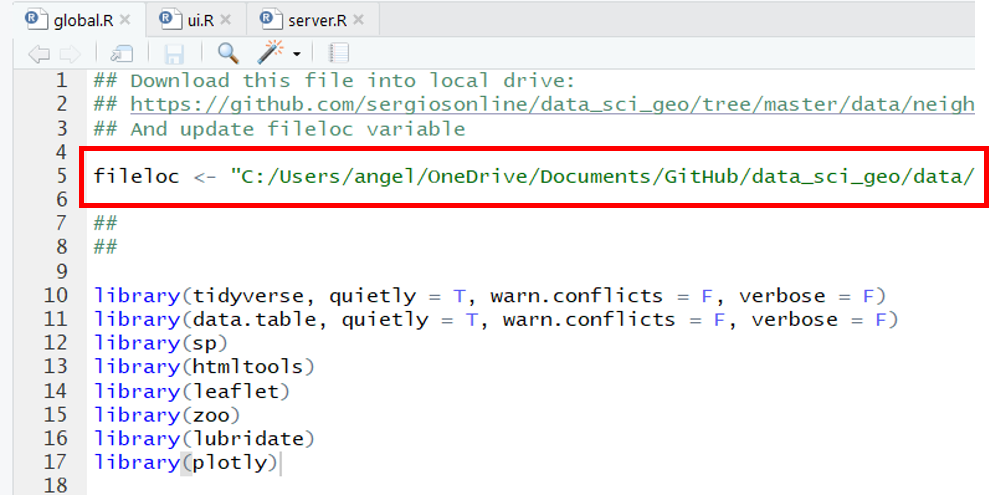 global.R ui.R server.R
1 ## Download this file into local drive:
2 ## https://github.com/sergiosonline/data_sci_geo/tree/master/data/neigh
3 ## And update fileloc variable
4
5 fileloc <- "C:/Users/angel/OneDrive/Documents/GitHub/data_sci_geo/data/
6
7 ##
8 ##
9
10 library(tidyverse, quietly = T, warn.conflicts = F, verbose = F)
11 library(data.table, quietly = T, warn.conflicts = F, verbose = F)
12 library(sp)
13 library(htmltools)
14 library(leaflet)
15 library(zoo)
16 library(lubridate)
17 library(plotly)
18